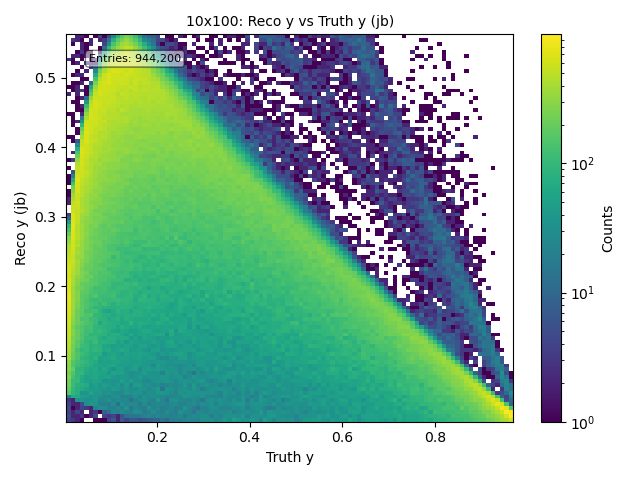 10x100: Reco y vs Truth y (jb)
Entries: 944,200
Reco y (jb)
0.5
0.4
0.3
0.2
0.1
0.2
0.4
0.6
0.8
Truth y
10²
10¹
10⁰
Counts